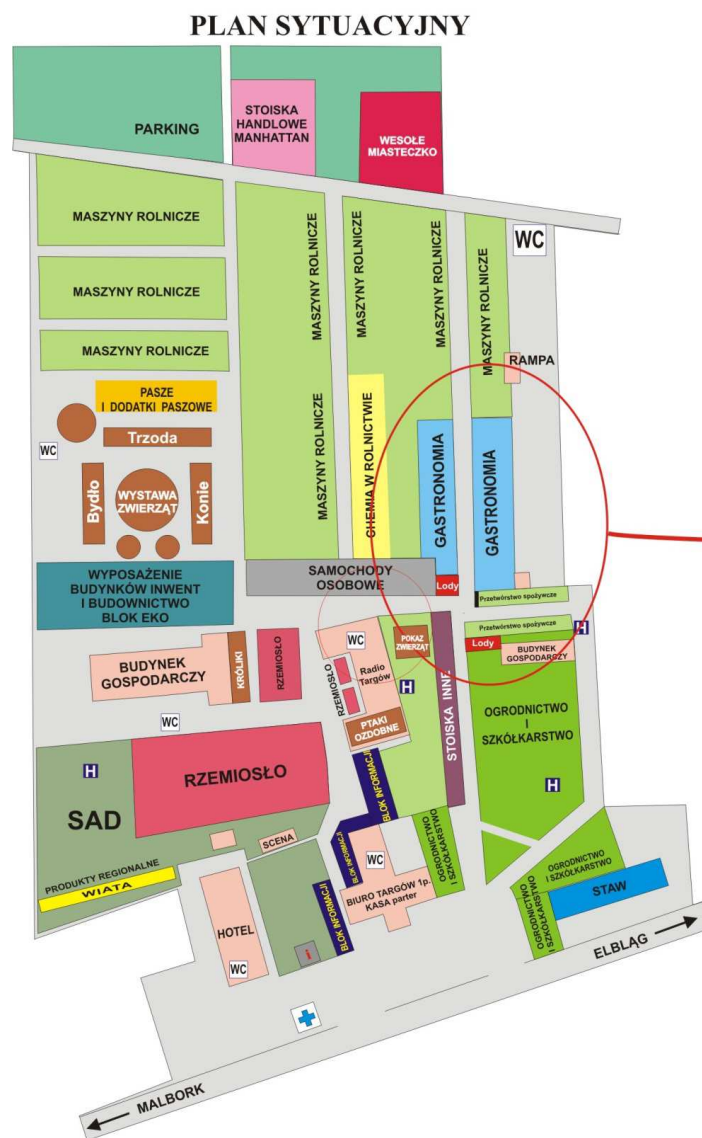 PLAN SYTUACYJNY
PARKING
STOISKA
HANDLOWE
MANHATTAN
WESOŁE
MIASTECZKO
MASZYNY ROLNICZE
MASZYNY ROLNICZE
MASZYNY ROLNICZE
MASZYNY ROLNICZE
MASZYNY ROLNICZE
MASZYNY ROLNICZE
MASZYNY ROLNICZE
MASZYNY ROLNICZE
WC
RAMPA
PASZE
I DODATKI PASZOWE
Trzoda
WC
Bydło
WYSTAWA
ZWIERZĄT
Konie
CHEMIA W ROLNICTWIE
GASTRONOMIA
GASTRONOMIA
WYPOSAŻENIE
BUDYNKÓW INWENT
I BUDOWNICTWO
BLOK EKO
SAMOCHODY
OSOBOWE
Lody
Przetwórstwo spożywcze
Przetwórstwo spożywcze
H
Lody
BUDYNEK
GOSPODARCZY
BUDYNEK
GOSPODARCZY
KRÓLIKI
RZEMIOSŁO
WC
RZEMIOSŁO
Radio
Targów
POKAZ
ZWIERZĄT
H
STOISKA INNE
PTAKI
OZDOBNE
OGRODNICTWO
I
SZKÓŁKARSTWO
H
WC
H
RZEMIOSŁO
SAD
BLOK INFORMACJI
BLOK INFORMACJI
BLOK INFORMACJI
SCENA
PRODUKTY REGIONALNE
WIATA
WC
BIURO TARGÓW 1p.
KASA parter
OGRODNICTWO
I SZKÓŁKARSTWO
OGRODNICTWO
I SZKÓŁKARSTWO
OGRODNICTWO
I SZKÓŁKARSTWO
STAW
HOTEL
WC
i
ELBLĄG
MALBORK